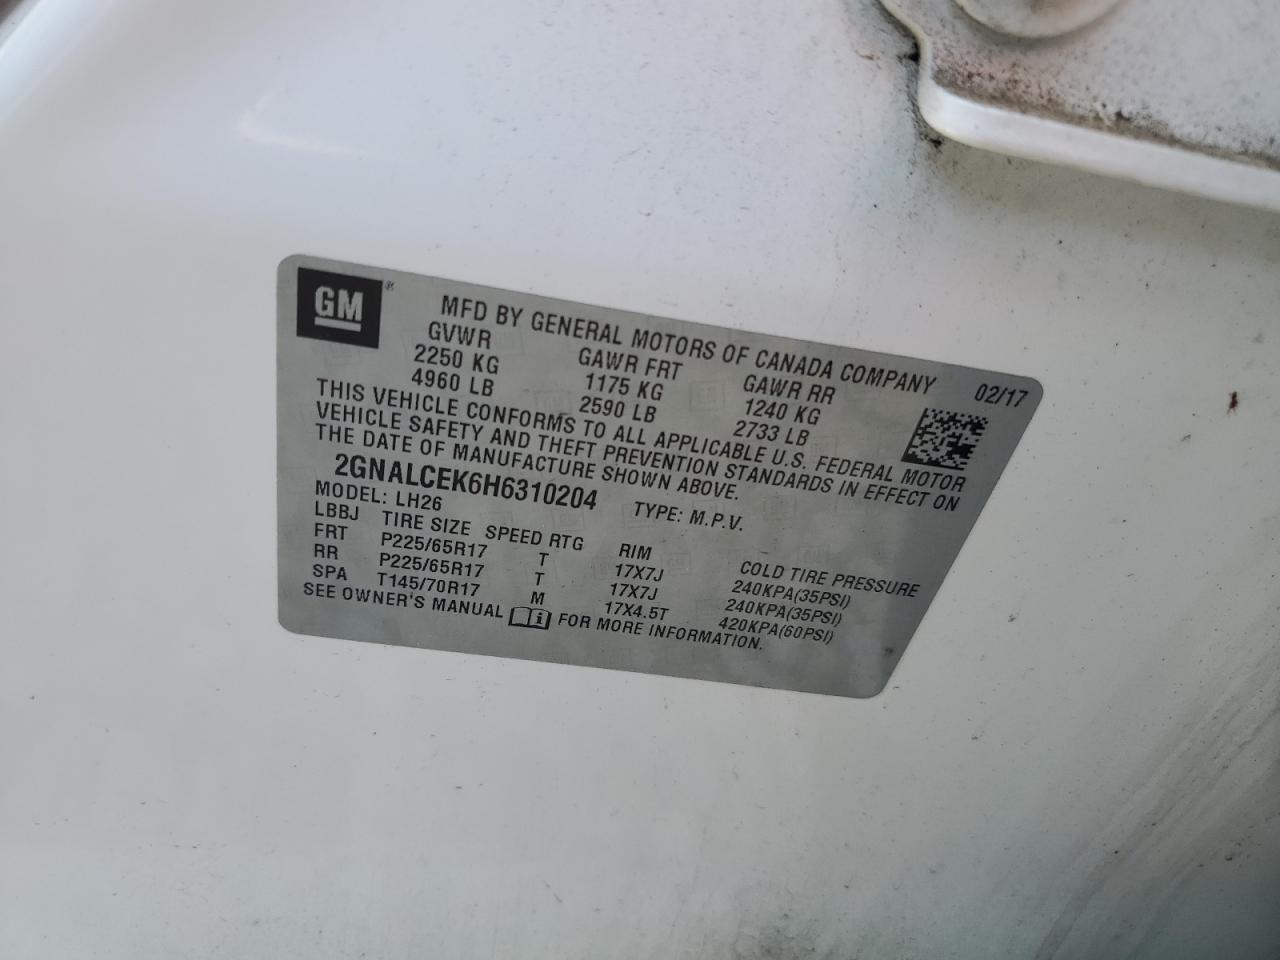 GM®
MFD BY GENERAL MOTORS OF CANADA COMPANY 02/17
GVWR GAWR FRT GAWR RR
2250 KG 1175 KG 1240 KG
4960 LB 2590 LB 2733 LB
THIS VEHICLE CONFORMS TO ALL APPLICABLE U.S. FEDERAL MOTOR
VEHICLE SAFETY AND THEFT PREVENTION STANDARDS IN EFFECT ON
THE DATE OF MANUFACTURE SHOWN ABOVE.
2GNALCEK6H6310204 TYPE: M.P.V.
MODEL: LH26
LBBJ TIRE SIZE SPEED RTG RIM COLD TIRE PRESSURE
FRT P225/65R17 T 17X7J 240KPA(35PSI)
RR P225/65R17 T 17X7J 240KPA(35PSI)
SPA T145/70R17 M 17X4.5T 420KPA(60PSI)
SEE OWNER'S MANUAL i FOR MORE INFORMATION.